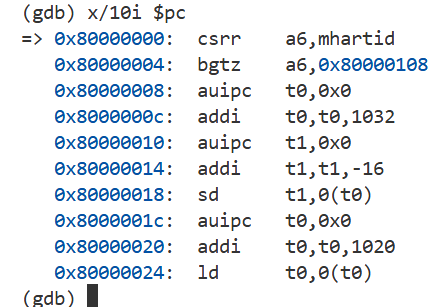 (gdb) x/10i $pc
=> 0x80000000: csrr a6,mhartid
0x80000004: bgtz a6,0x80000108
0x80000008: auipc t0,0x0
0x8000000c: addi t0,t0,1032
0x80000010: auipc t1,0x0
0x80000014: addi t1,t1,-16
0x80000018: sd t1,0(t0)
0x8000001c: auipc t0,0x0
0x80000020: addi t0,t0,1020
0x80000024: ld t0,0(t0)
(gdb)